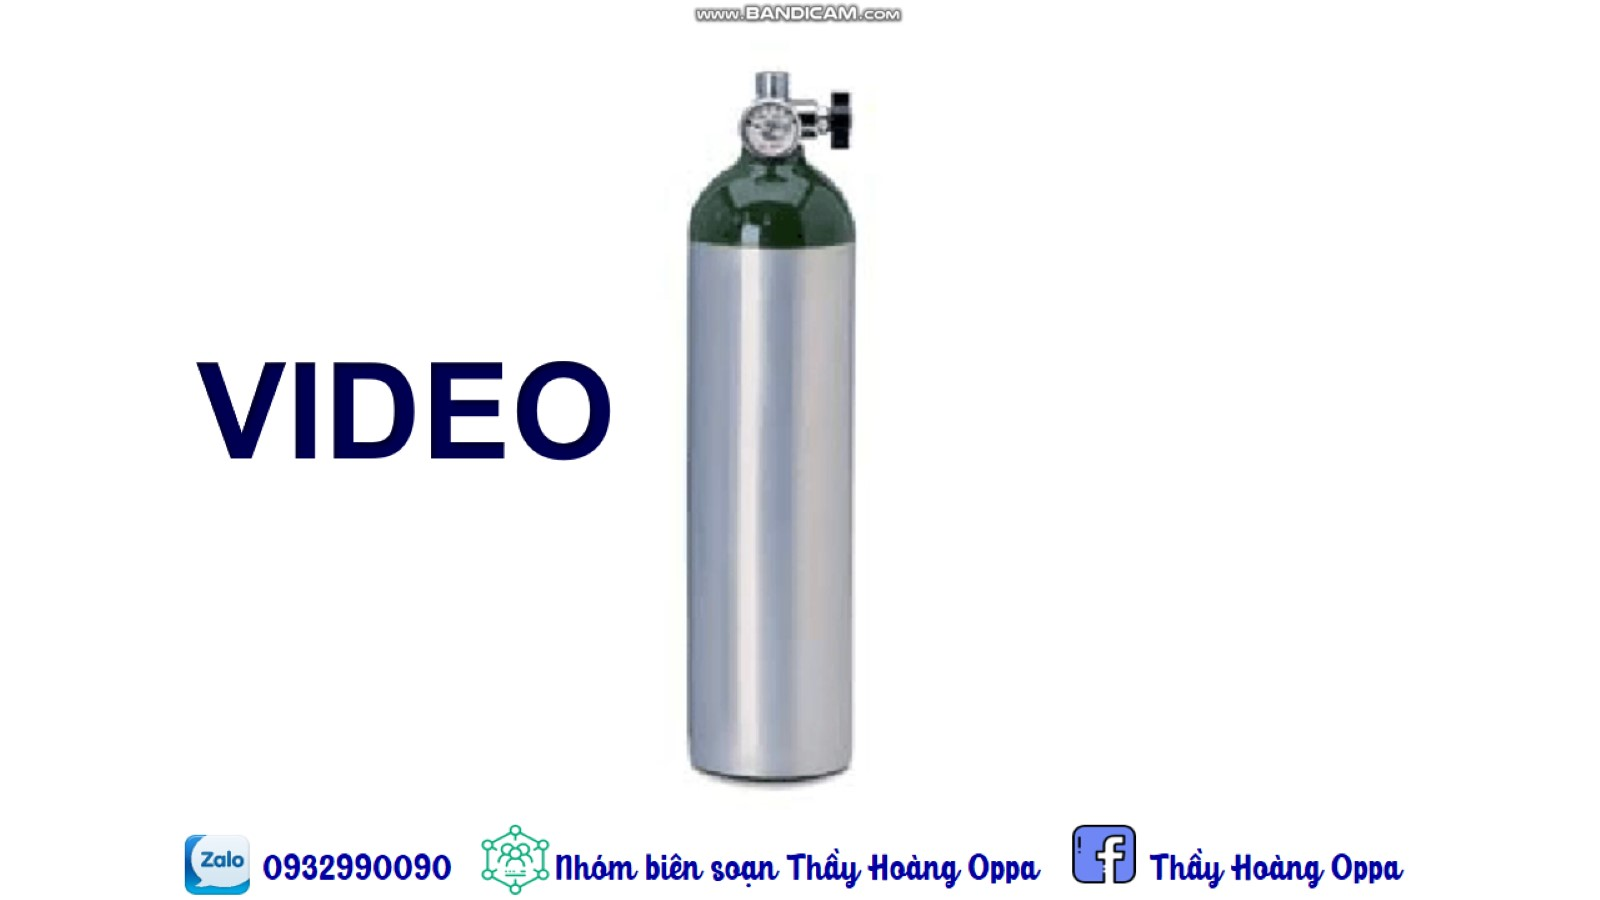 www.BANDICAM.com
VIDEO
Zalo 0932990090
Nhóm biên soạn Thầy Hoàng Oppa
Thầy Hoàng Oppa